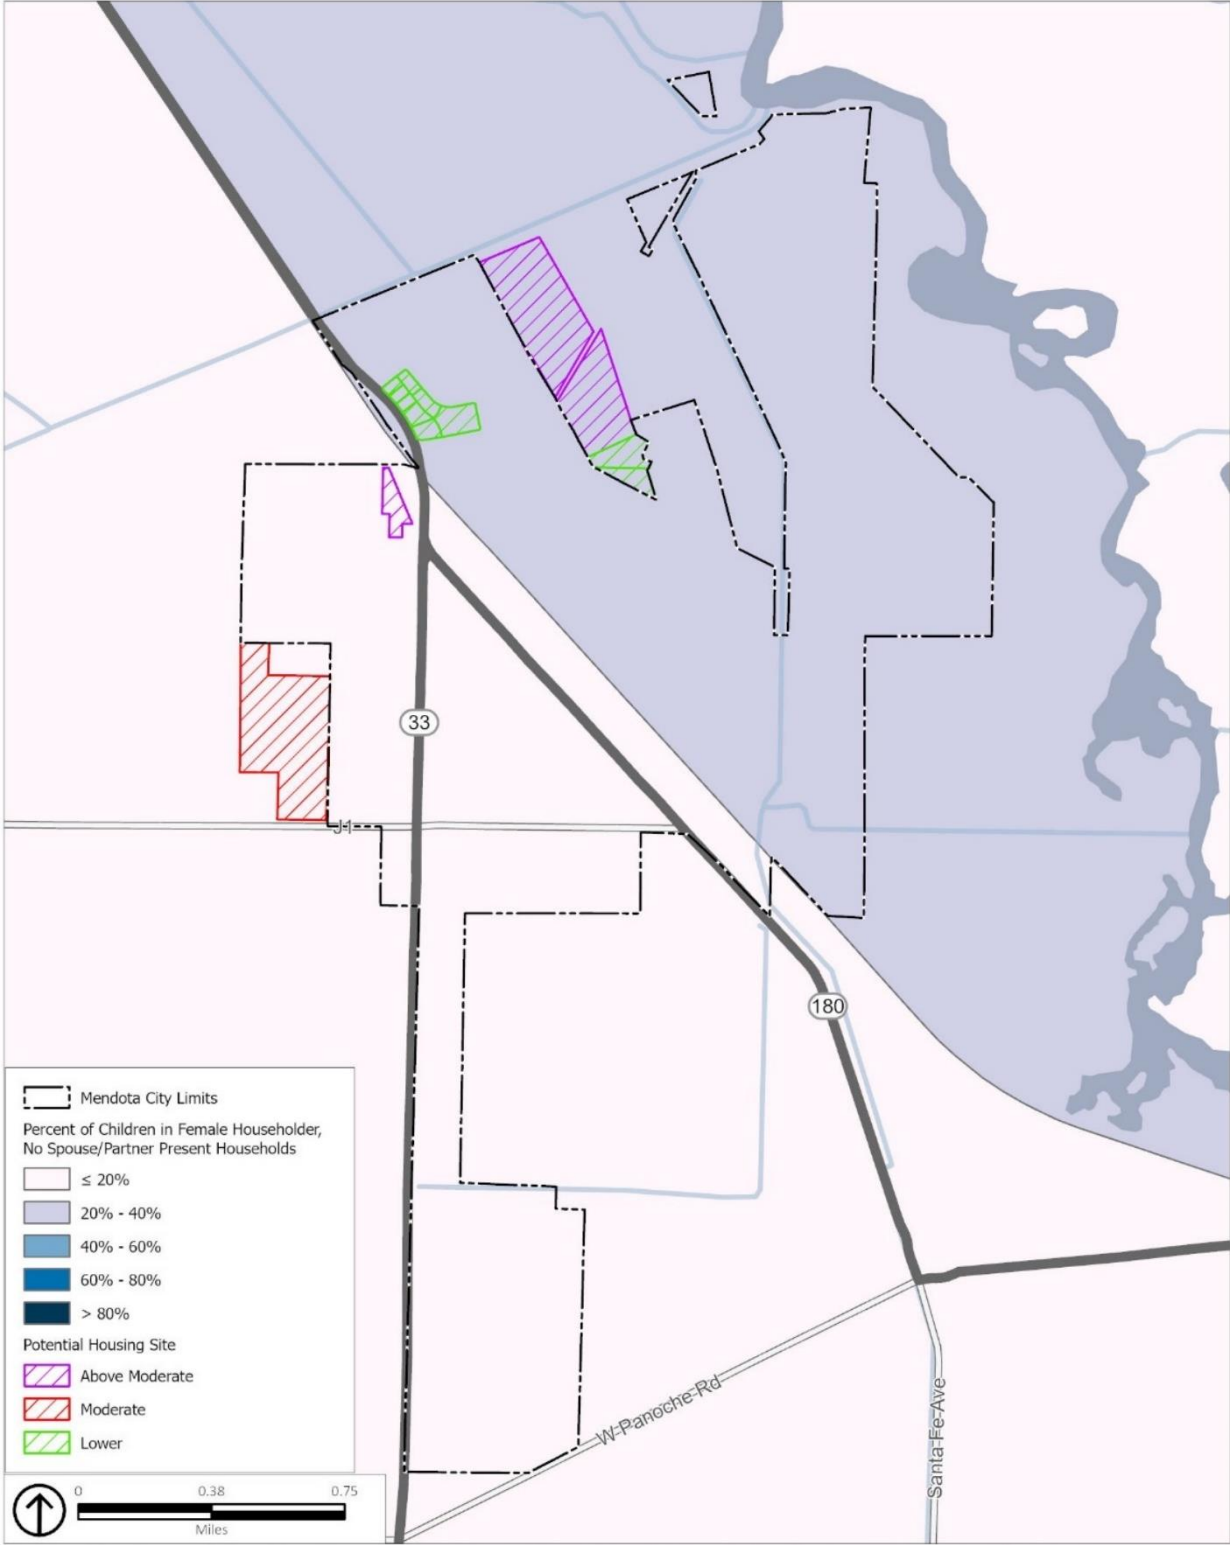 33
J1
180
Mendota City Limits
Percent of Children in Female Householder,
No Spouse/Partner Present Households
≤ 20%
20% - 40%
40% - 60%
60% - 80%
> 80%
Potential Housing Site
Above Moderate
Moderate
Lower
W Panoche Rd
Santa Fe Ave
0 0.38 0.75
Miles